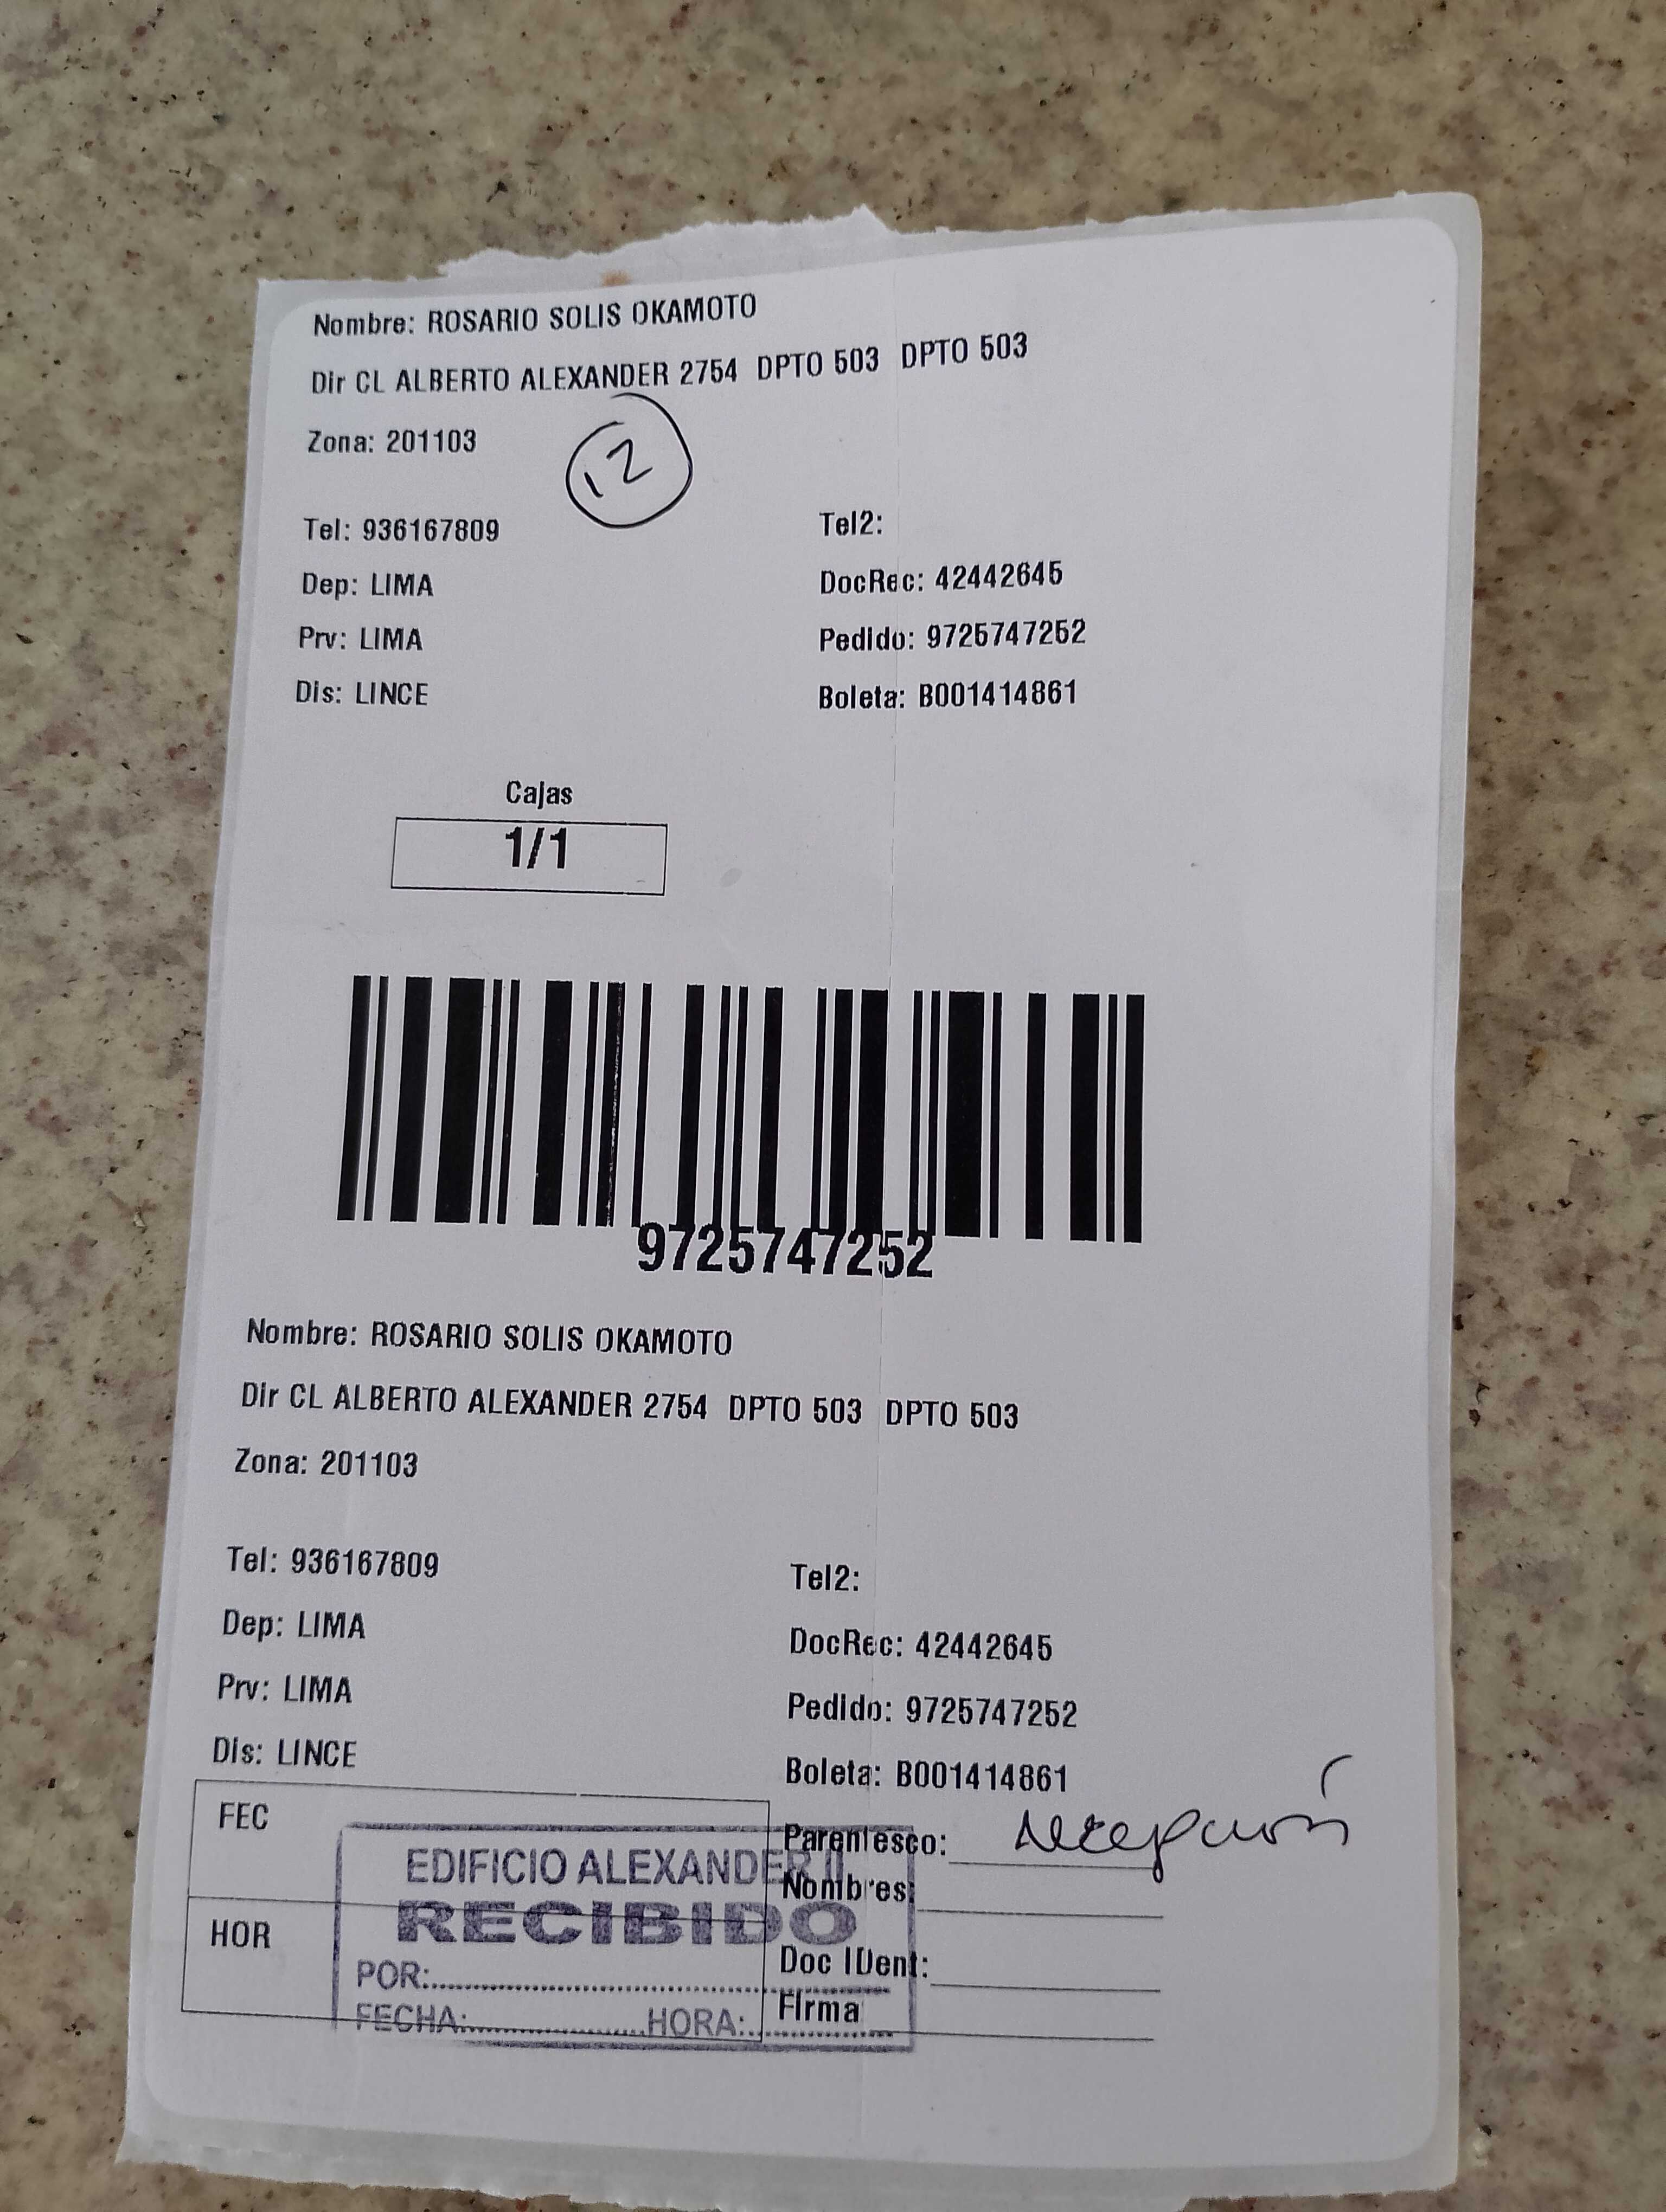 Nombre: ROSARIO SOLIS OKAMOTO
Dir CL ALBERTO ALEXANDER 2754 DPTO 503 DPTO 503
Zona: 201103
12
Tel: 936167809
Tel2:
Dep: LIMA
DocRec: 42442645
Prv: LIMA
Pedido: 9725747252
Dis: LINCE
Boleta: B001414861
Cajas
1/1
9725747252
Nombre: ROSARIO SOLIS OKAMOTO
Dir CL ALBERTO ALEXANDER 2754 DPTO 503 DPTO 503
Zona: 201103
Tel: 936167809
Tel2:
Dep: LIMA
DocRec: 42442645
Prv: LIMA
Pedido: 9725747252
Dis: LINCE
Boleta: B001414861
FEC
Parentesco: Recepción
EDIFICIO ALEXANDER II
Nombres:
RECIBIDO
HOR
Doc IDent:
POR:
Firma
FECHA: HORA: